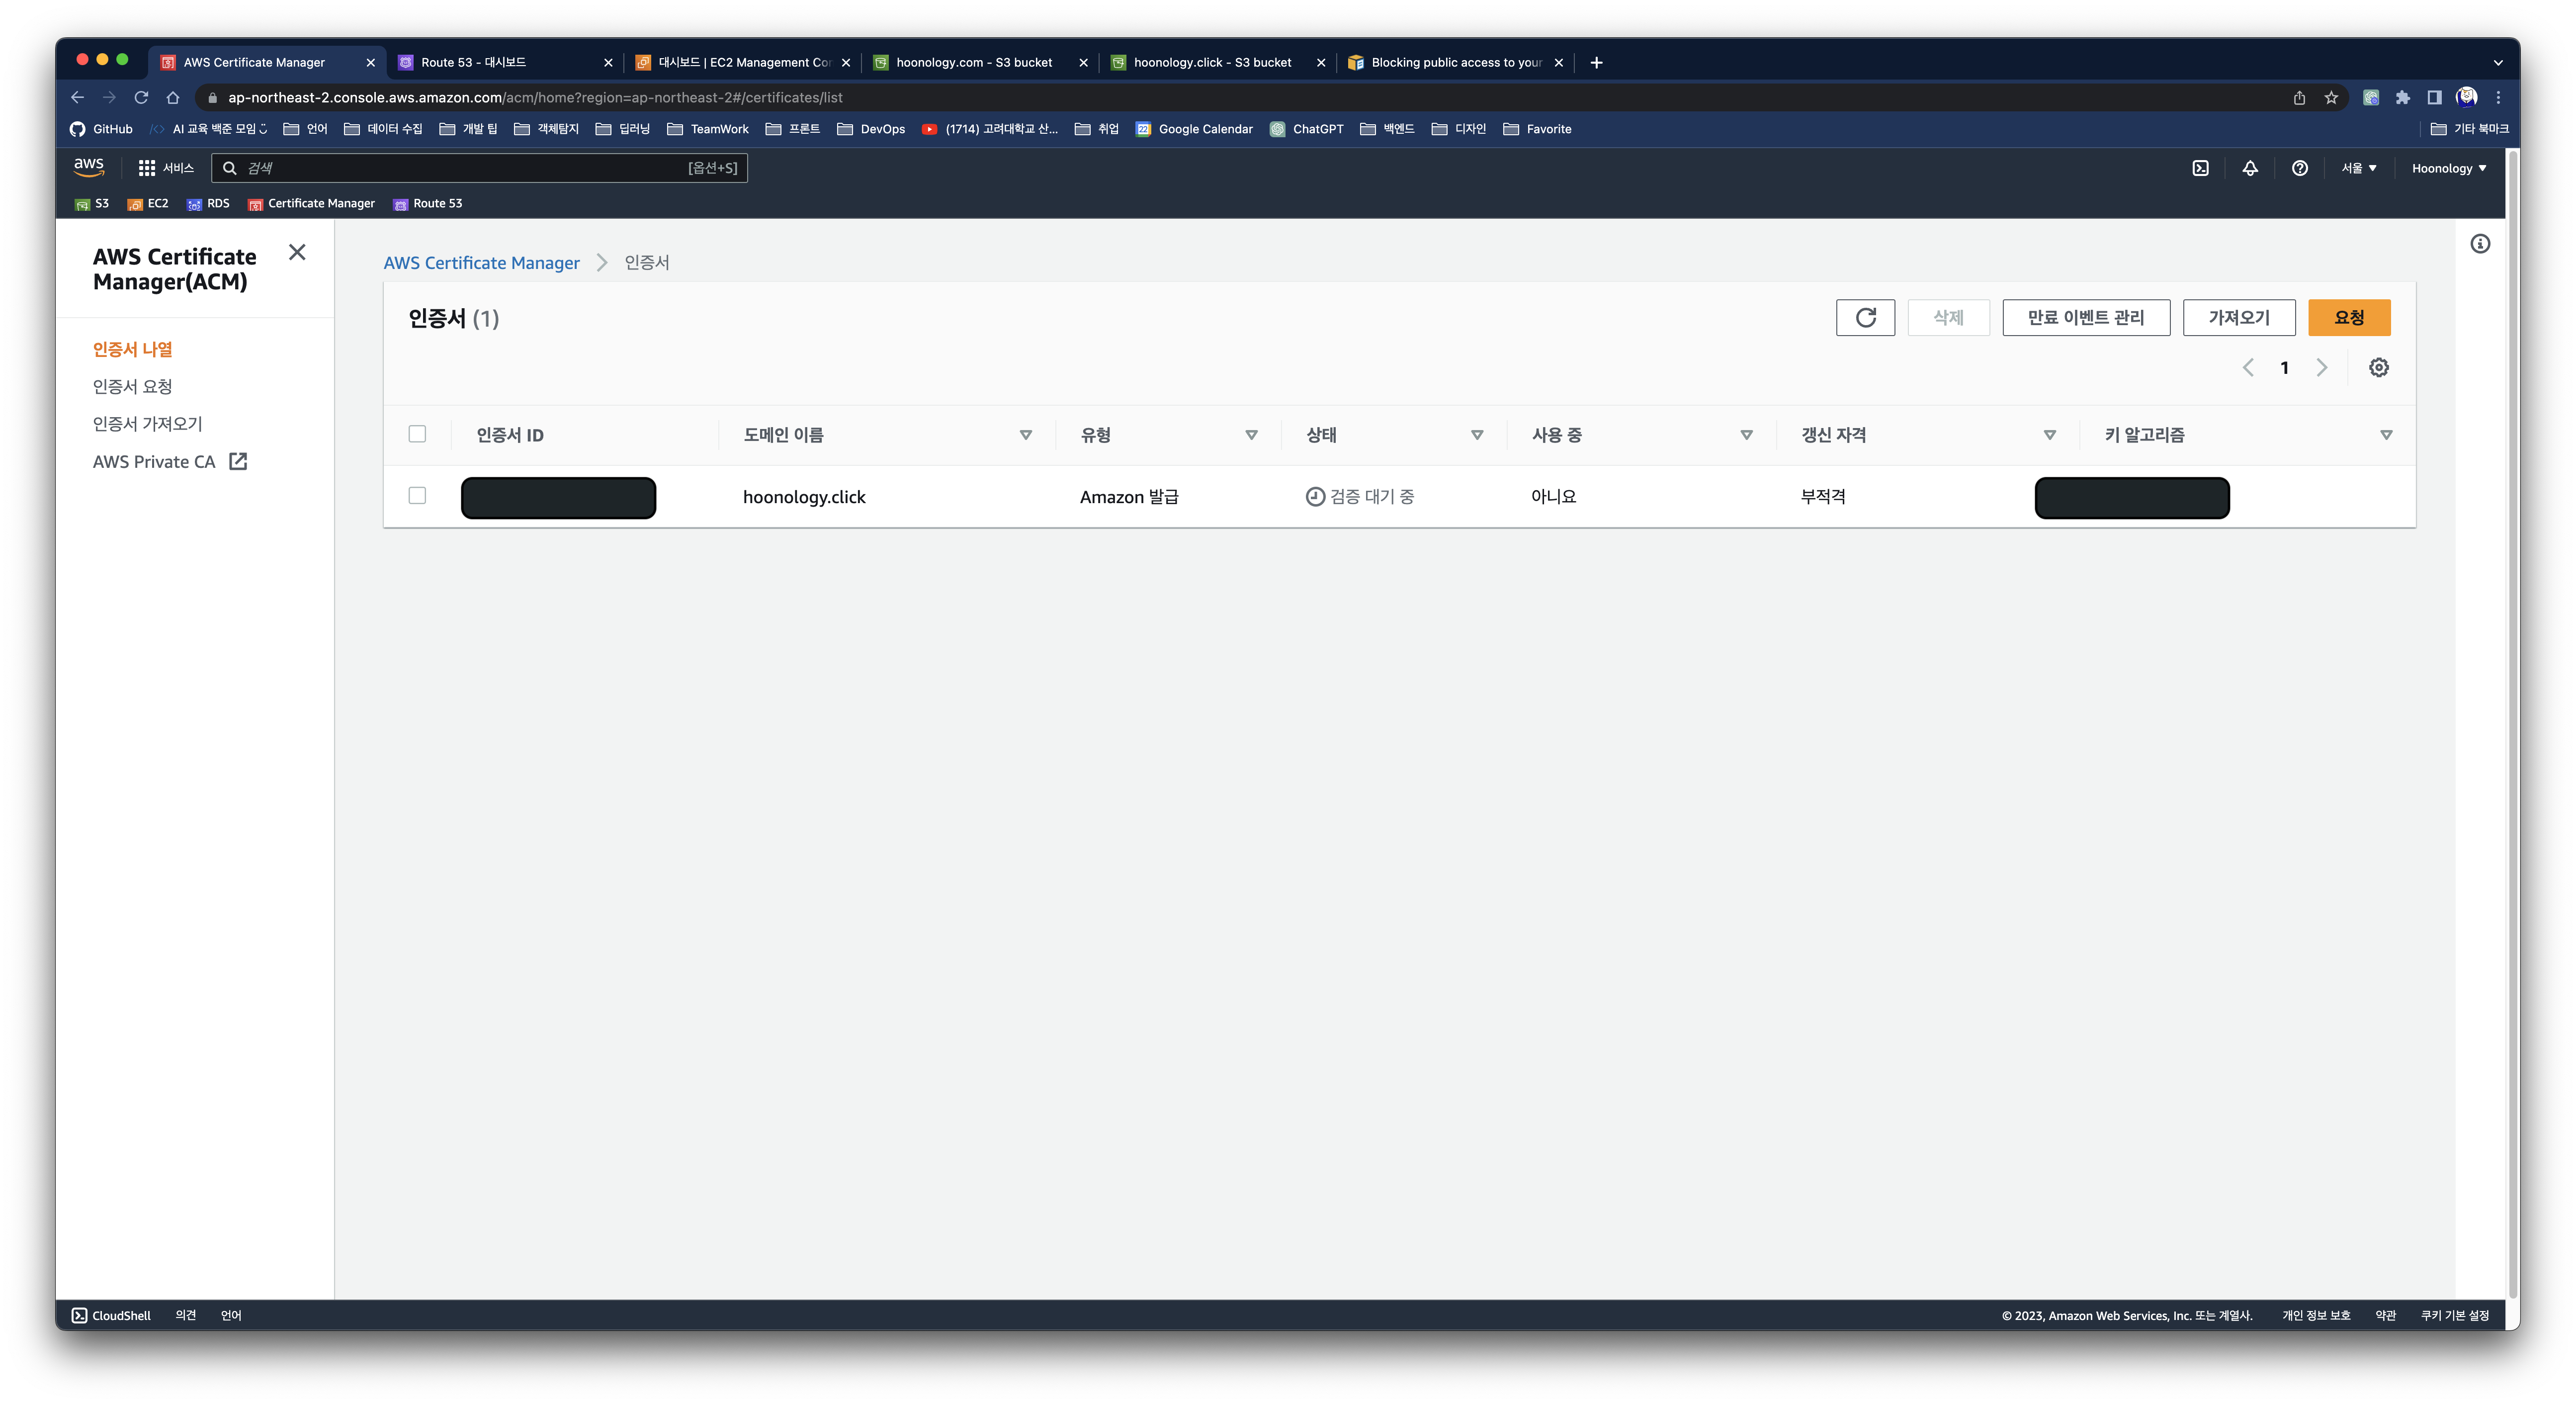 AWS Certificate Manager
Route 53 - 대시보드
대시보드 | EC2 Management Cor
hoonology.com - S3 bucket
hoonology.click - S3 bucket
Blocking public access to your
ap-northeast-2.console.aws.amazon.com/acm/home?region=ap-northeast-2#/certificates/list
GitHub
AI 교육 백준 모임
언어
데이터 수집
개발 팁
객체탐지
딥러닝
TeamWork
프론트
DevOps
(1714) 고려대학교 산...
취업
22
Google Calendar
ChatGPT
백엔드
디자인
Favorite
기타 북마크
aws
서비스
검색
[옵션+S]
서울
Hoonology
S3
EC2
RDS
Certificate Manager
Route 53
AWS Certificate
Manager(ACM)
인증서 나열
인증서 요청
인증서 가져오기
AWS Private CA
AWS Certificate Manager
인증서
인증서 (1)
삭제
만료 이벤트 관리
가져오기
요청
1
인증서 ID
도메인 이름
유형
상태
사용 중
갱신 자격
키 알고리즘
hoonology.click
Amazon 발급
검증 대기 중
아니요
부적격
CloudShell
의견
언어
© 2023, Amazon Web Services, Inc. 또는 계열사.
개인 정보 보호
약관
쿠키 기본 설정